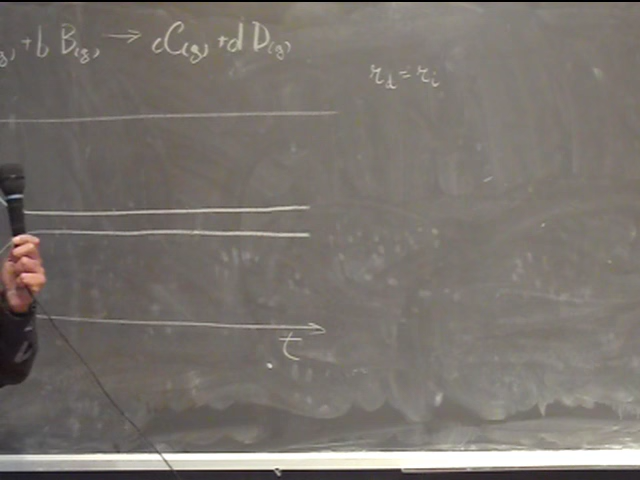 (g) + b B(g) → cC(g) + d D(g)
r_d = r_i
t